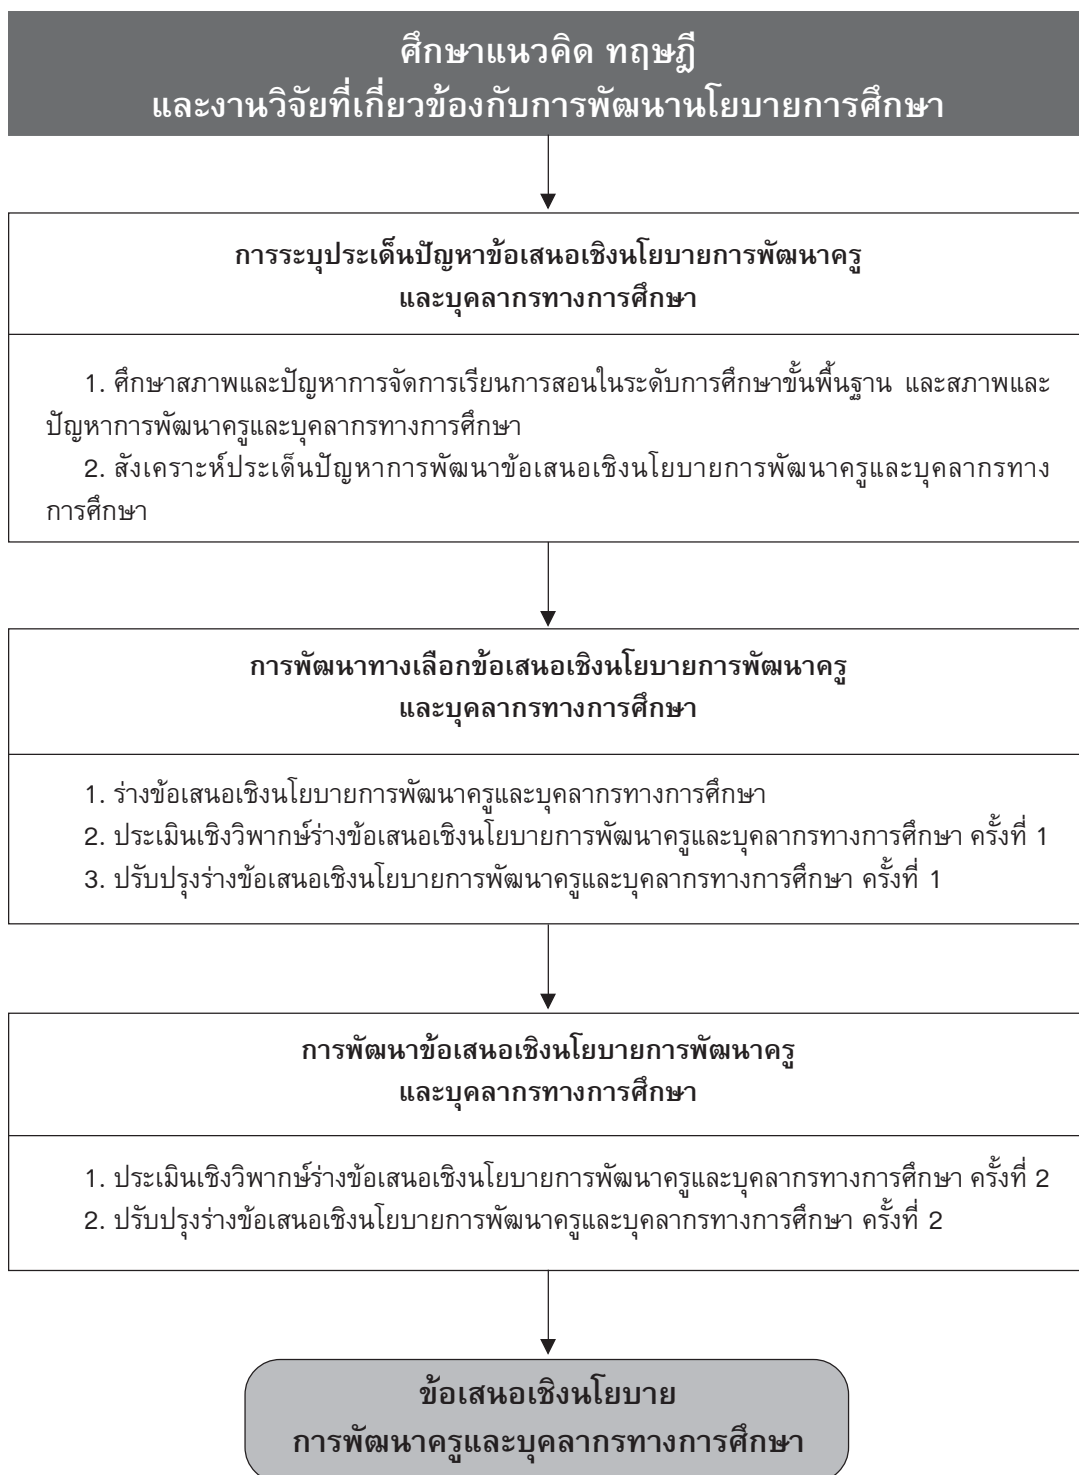 ศึกษาแนวคิด ทฤษฎี
และงานวิจัยที่เกี่ยวข้องกับการพัฒนานโยบายการศึกษา
การระบุประเด็นปัญหาข้อเสนอเชิงนโยบายการพัฒนาครู
และบุคลากรทางการศึกษา
1. ศึกษาสภาพและปัญหาการจัดการเรียนการสอนในระดับการศึกษาขั้นพื้นฐาน และสภาพและ
ปัญหาการพัฒนาครูและบุคลากรทางการศึกษา
2. สังเคราะห์ประเด็นปัญหาการพัฒนาข้อเสนอเชิงนโยบายการพัฒนาครูและบุคลากรทาง
การศึกษา
การพัฒนาทางเลือกข้อเสนอเชิงนโยบายการพัฒนาครู
และบุคลากรทางการศึกษา
1. ร่างข้อเสนอเชิงนโยบายการพัฒนาครูและบุคลากรทางการศึกษา
2. ประเมินเชิงวิพากษ์ร่างข้อเสนอเชิงนโยบายการพัฒนาครูและบุคลากรทางการศึกษา ครั้งที่ 1
3. ปรับปรุงร่างข้อเสนอเชิงนโยบายการพัฒนาครูและบุคลากรทางการศึกษา ครั้งที่ 1
การพัฒนาข้อเสนอเชิงนโยบายการพัฒนาครู
และบุคลากรทางการศึกษา
1. ประเมินเชิงวิพากษ์ร่างข้อเสนอเชิงนโยบายการพัฒนาครูและบุคลากรทางการศึกษา ครั้งที่ 2
2. ปรับปรุงร่างข้อเสนอเชิงนโยบายการพัฒนาครูและบุคลากรทางการศึกษา ครั้งที่ 2
ข้อเสนอเชิงนโยบาย
การพัฒนาครูและบุคลากรทางการศึกษา